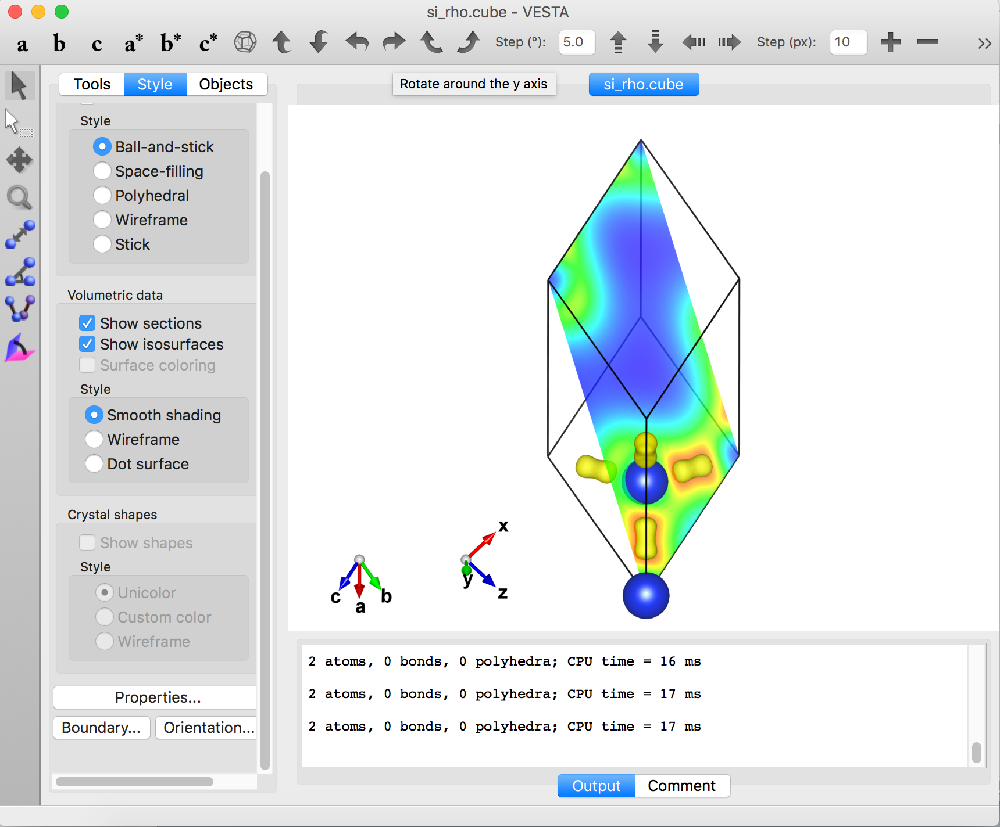 si_rho.cube - VESTA
a b c a* b* c* Step (°): 5.0 Step (px): 10 >>
Tools Style Objects
Rotate around the y axis
si_rho.cube
Style
Ball-and-stick
Space-filling
Polyhedral
Wireframe
Stick
Volumetric data
Show sections
Show isosurfaces
Surface coloring
Style
Smooth shading
Wireframe
Dot surface
Crystal shapes
Show shapes
Style
Unicolor
Custom color
Wireframe
Properties...
Boundary... Orientation...
c a b
x y z
2 atoms, 0 bonds, 0 polyhedra; CPU time = 16 ms
2 atoms, 0 bonds, 0 polyhedra; CPU time = 17 ms
2 atoms, 0 bonds, 0 polyhedra; CPU time = 17 ms
Output Comment